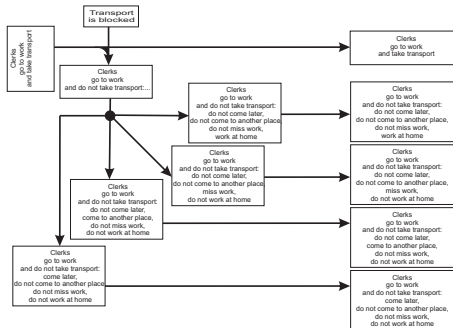 Transport
is blocked
Clerks
go to work
and take transport
Clerks
go to work
and take transport
Clerks
go to work
and do not take transport:...
Clerks
go to work
and do not take transport:
do not come later,
do not come to another place,
do not miss work,
work at home
Clerks
go to work
and do not take transport:
do not come later,
do not come to another place,
do not miss work,
work at home
Clerks
go to work
and do not take transport:
do not come later,
do not come to another place,
miss work,
do not work at home
Clerks
go to work
and do not take transport:
do not come later,
do not come to another place,
miss work,
do not work at home
Clerks
go to work
and do not take transport:
do not come later,
come to another place,
do not miss work,
do not work at home
Clerks
go to work
and do not take transport:
do not come later,
come to another place,
do not miss work,
do not work at home
Clerks
go to work
and do not take transport:
come later,
do not come to another place,
do not miss work,
do not work at home
Clerks
go to work
and do not take transport:
come later,
do not come to another place,
do not miss work,
do not work at home